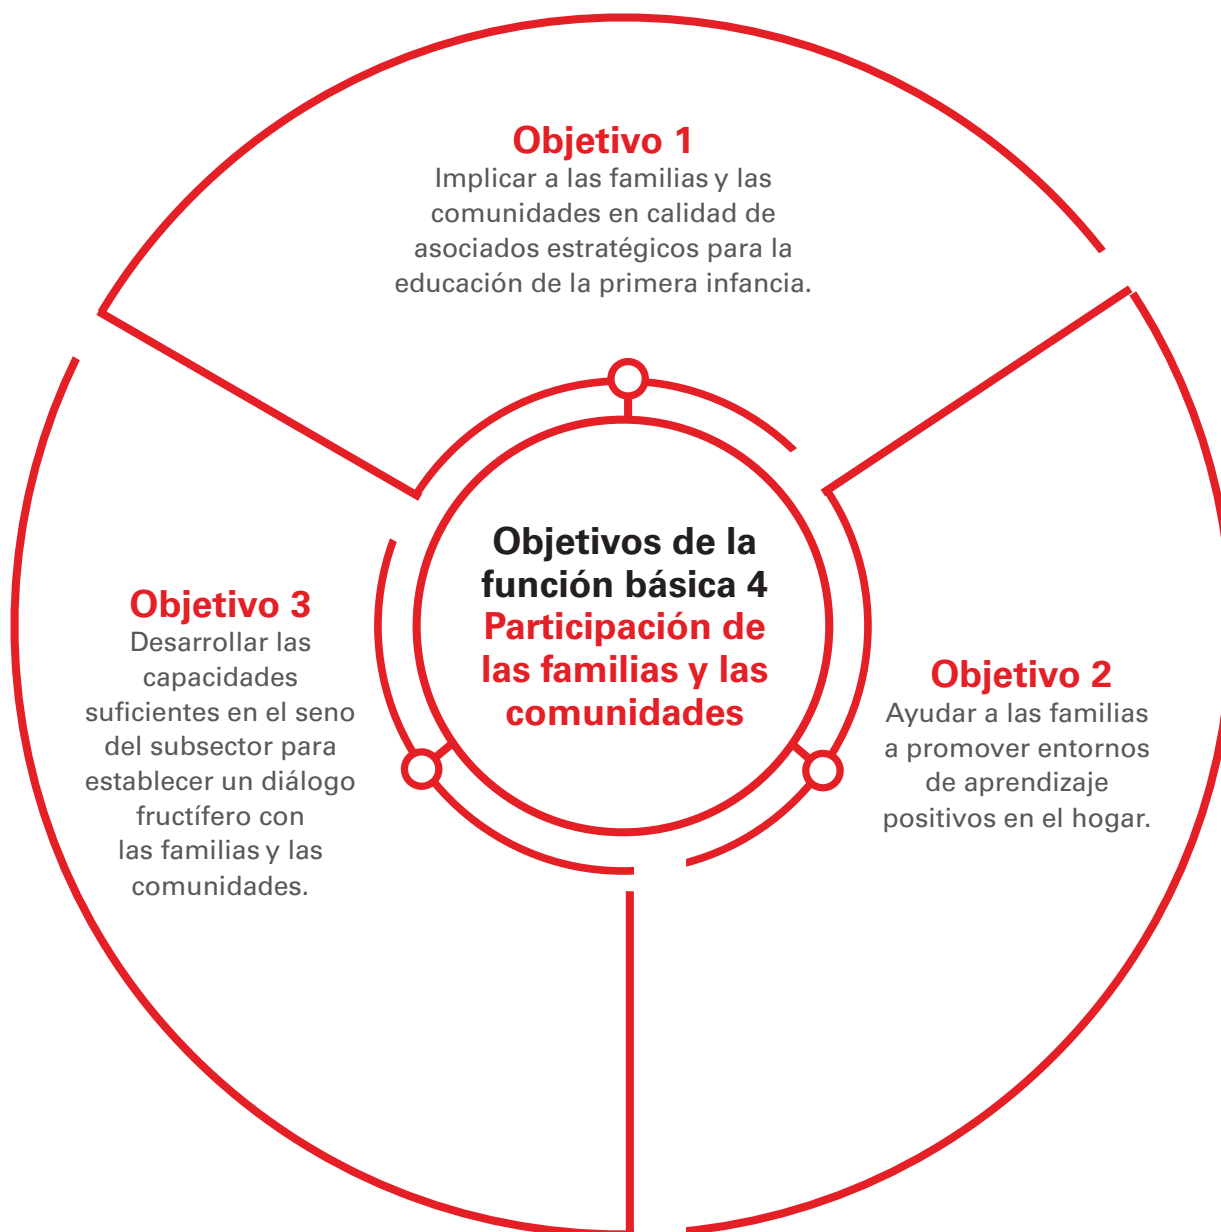 Objetivo 1
Implicar a las familias y las
comunidades en calidad de
asociados estratégicos para la
educación de la primera infancia.
Objetivos de la
función básica 4
Participación de
las familias y las
comunidades
Objetivo 2
Ayudar a las familias
a promover entornos
de aprendizaje
positivos en el hogar.
Objetivo 3
Desarrollar las
capacidades
suficientes en el seno
del subsector para
establecer un diálogo
fructífero con
las familias y las
comunidades.